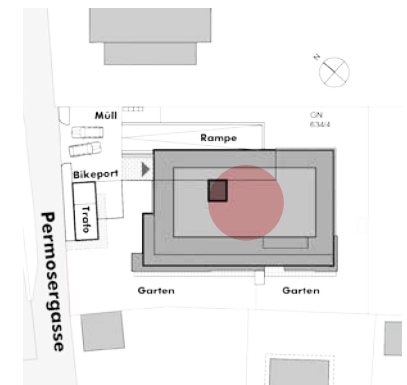 N
Müll
GN
634/4
Rampe
Bikeport
Trafo
Permosergasse
Garten
Garten